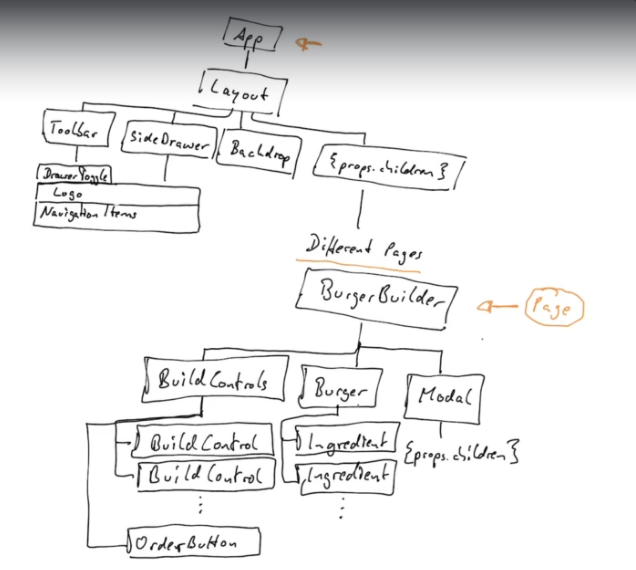 App
Layout
Toolbar
SideDrawer
Backdrop
{props.children}
DrawerToggle
Logo
Navigation Items
Different Pages
BurgerBuilder
Page
BuildControls
Burger
Modal
BuildControl
Ingredient
{props.children}
BuildControl
Ingredient
OrderButton